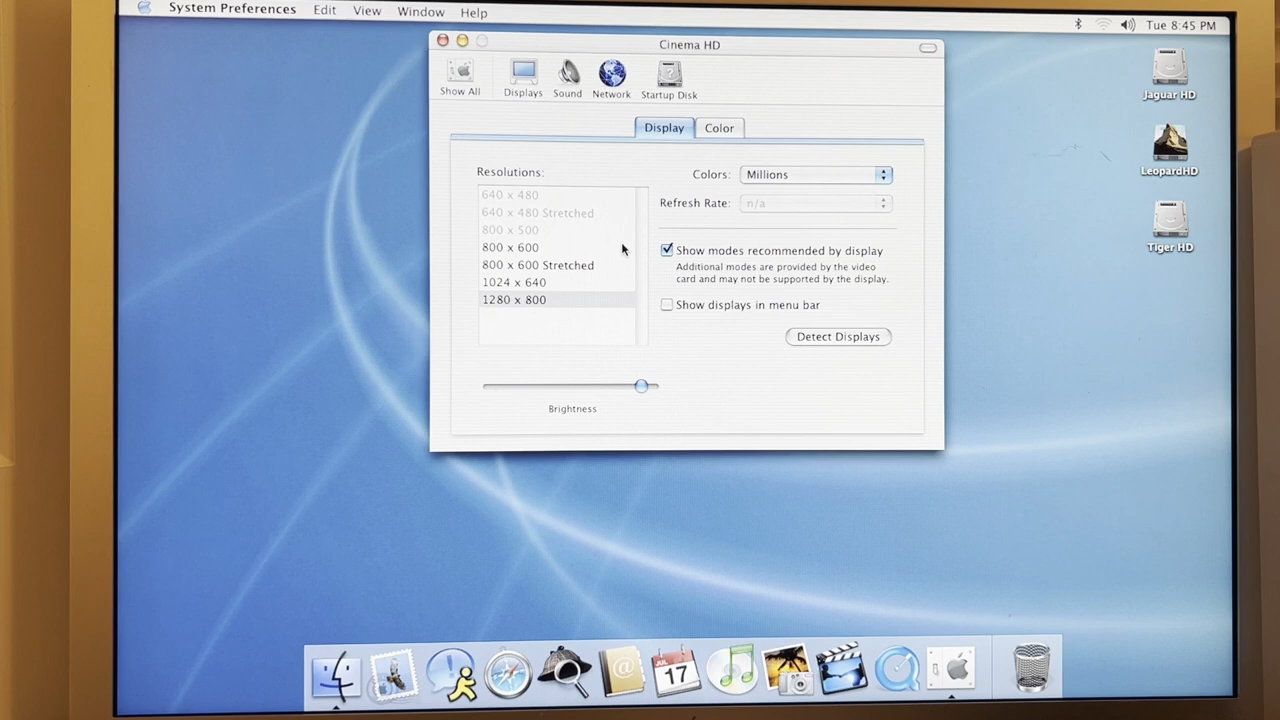 System Preferences Edit View Window Help
Tue 8:45 PM
Cinema HD
Show All Displays Sound Network Startup Disk
Display Color
Resolutions:
640 x 480
640 x 480 Stretched
800 x 500
800 x 600
800 x 600 Stretched
1024 x 640
1280 x 800
Colors: Millions
Refresh Rate: n/a
Show modes recommended by display
Additional modes are provided by the video
card and may not be supported by the display.
Show displays in menu bar
Detect Displays
Brightness
Jaguar HD
LeopardHD
Tiger HD
@
JUL
17